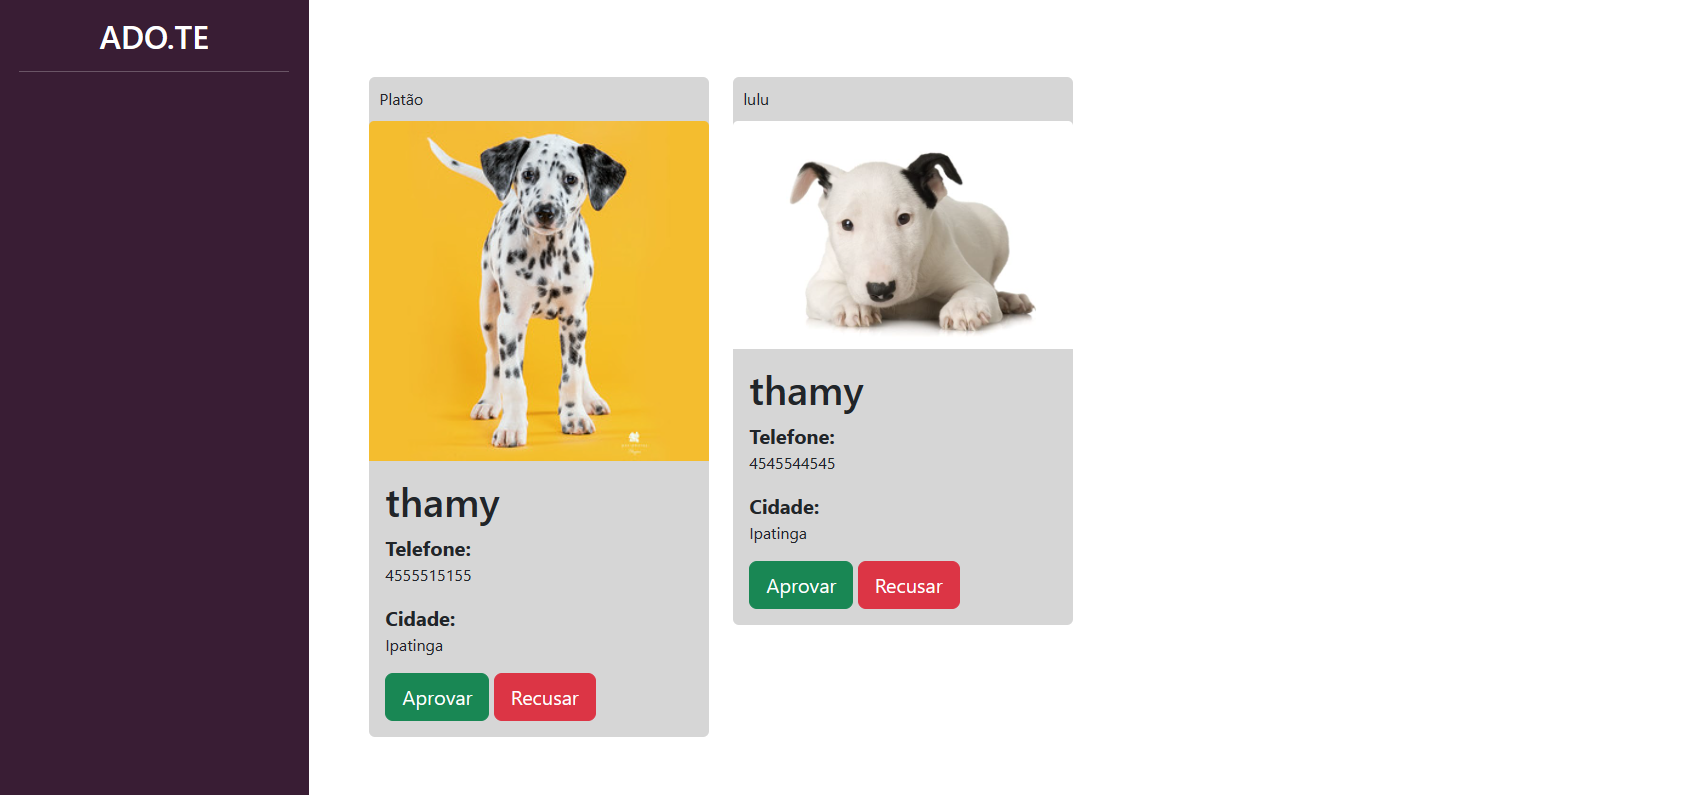 ADO.TE
Platão
thamy
Telefone:
4555515155
Cidade:
Ipatinga
Aprovar Recusar
lulu
thamy
Telefone:
4545544545
Cidade:
Ipatinga
Aprovar Recusar